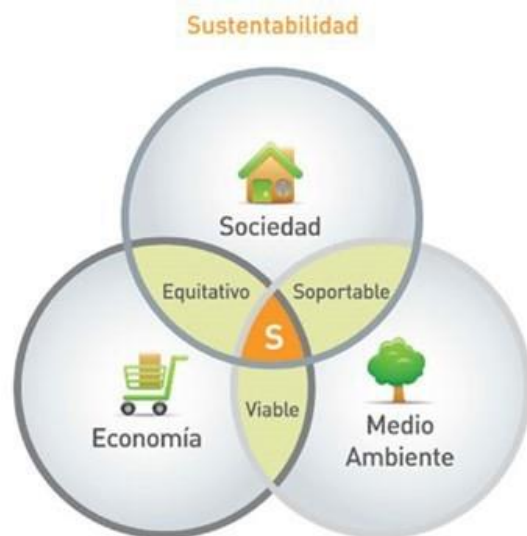 Sustentabilidad
Sociedad
Equitativo
Soportable
S
Viable
Economía
Medio
Ambiente